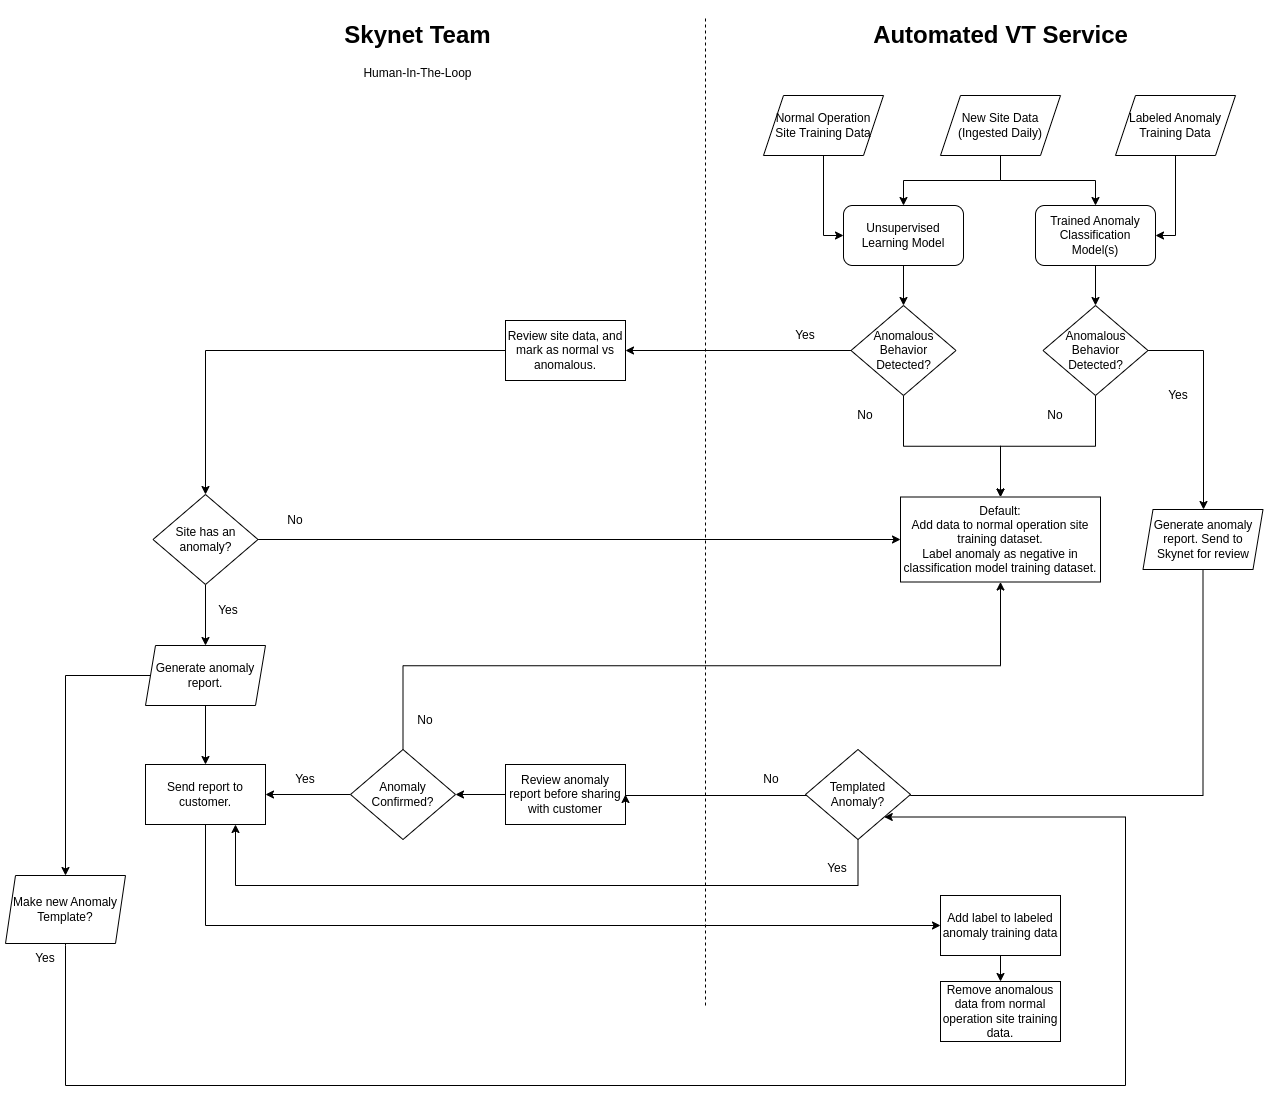 Skynet Team
Human-In-The-Loop
Automated VT Service
Normal Operation
Site Training Data
New Site Data
(Ingested Daily)
Labeled Anomaly
Training Data
Unsupervised
Learning Model
Trained Anomaly
Classification
Model(s)
Review site data, and
mark as normal vs
anomalous.
Yes
Anomalous
Behavior
Detected?
Anomalous
Behavior
Detected?
Yes
No
No
Site has an
anomaly?
No
Default:
Add data to normal operation site
training dataset.
Label anomaly as negative in
classification model training dataset.
Generate anomaly
report. Send to
Skynet for review
Yes
Generate anomaly
report.
No
Send report to
customer.
Yes
Anomaly
Confirmed?
Review anomaly
report before sharing
with customer
No
Templated
Anomaly?
Yes
Make new Anomaly
Template?
Yes
Add label to labeled
anomaly training data
Remove anomalous
data from normal
operation site training
data.